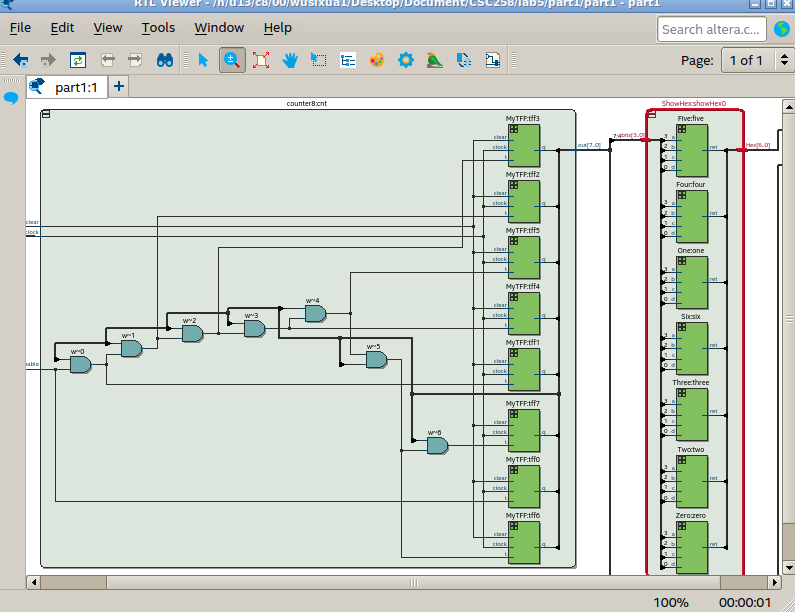 RTL Viewer - /h/u13/c8/00/wusixua1/Desktop/Document/CSC258/lab5/part1/part1 - part1
File Edit View Tools Window Help
Search altera.c...
Page: 1 of 1
part1:1
counter8:cnt
ShowHex:showHex0
MyTFF:tff3
clear
clock
t
q
out[7..0]
7:4
bits[3..0]
Hex[6..0]
MyTFF:tff2
clear
clock
t
q
MyTFF:tff5
clear
clock
t
q
MyTFF:tff4
clear
clock
t
q
MyTFF:tff1
clear
clock
t
q
MyTFF:tff7
clear
clock
t
q
MyTFF:tff0
clear
clock
t
q
MyTFF:tff6
clear
clock
t
q
clear
clock
able
w~0
w~1
w~2
w~3
w~4
w~5
w~6
Five:five
3 a
2 b
1 c
0 d
ret
Four:four
3 a
2 b
1 c
0 d
ret
One:one
3 a
2 b
1 c
0 d
ret
Six:six
3 a
2 b
1 c
0 d
ret
Three:three
3 a
2 b
1 c
0 d
ret
Two:two
3 a
2 b
1 c
0 d
ret
Zero:zero
3 a
2 b
1 c
0 d
ret
100% 00:00:01